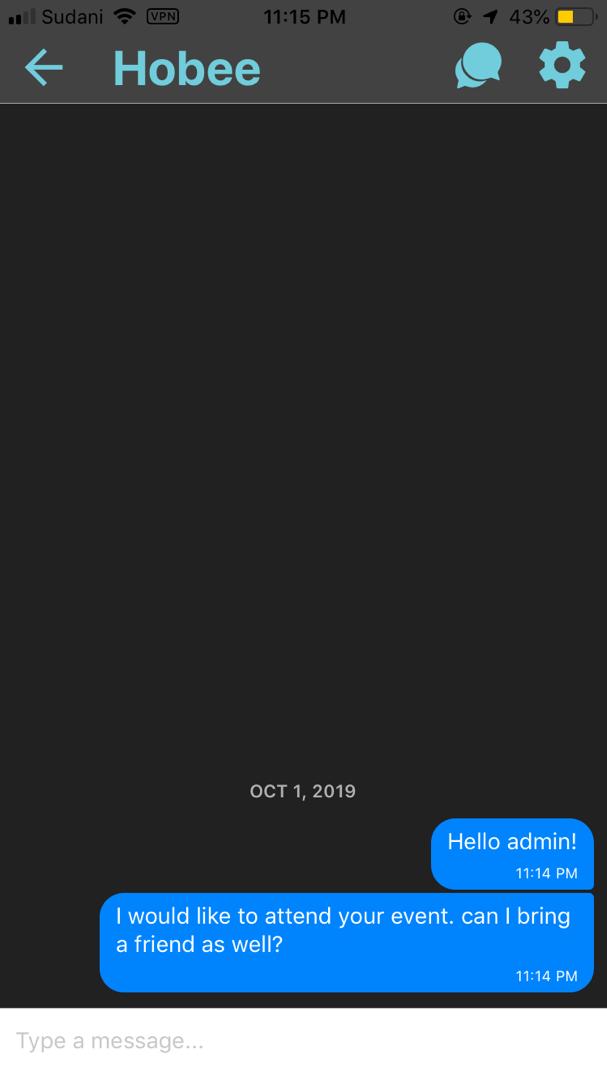 Sudani VPN 11:15 PM 43%
Hobee
OCT 1, 2019
Hello admin!
11:14 PM
I would like to attend your event. can I bring
a friend as well?
11:14 PM
Type a message...